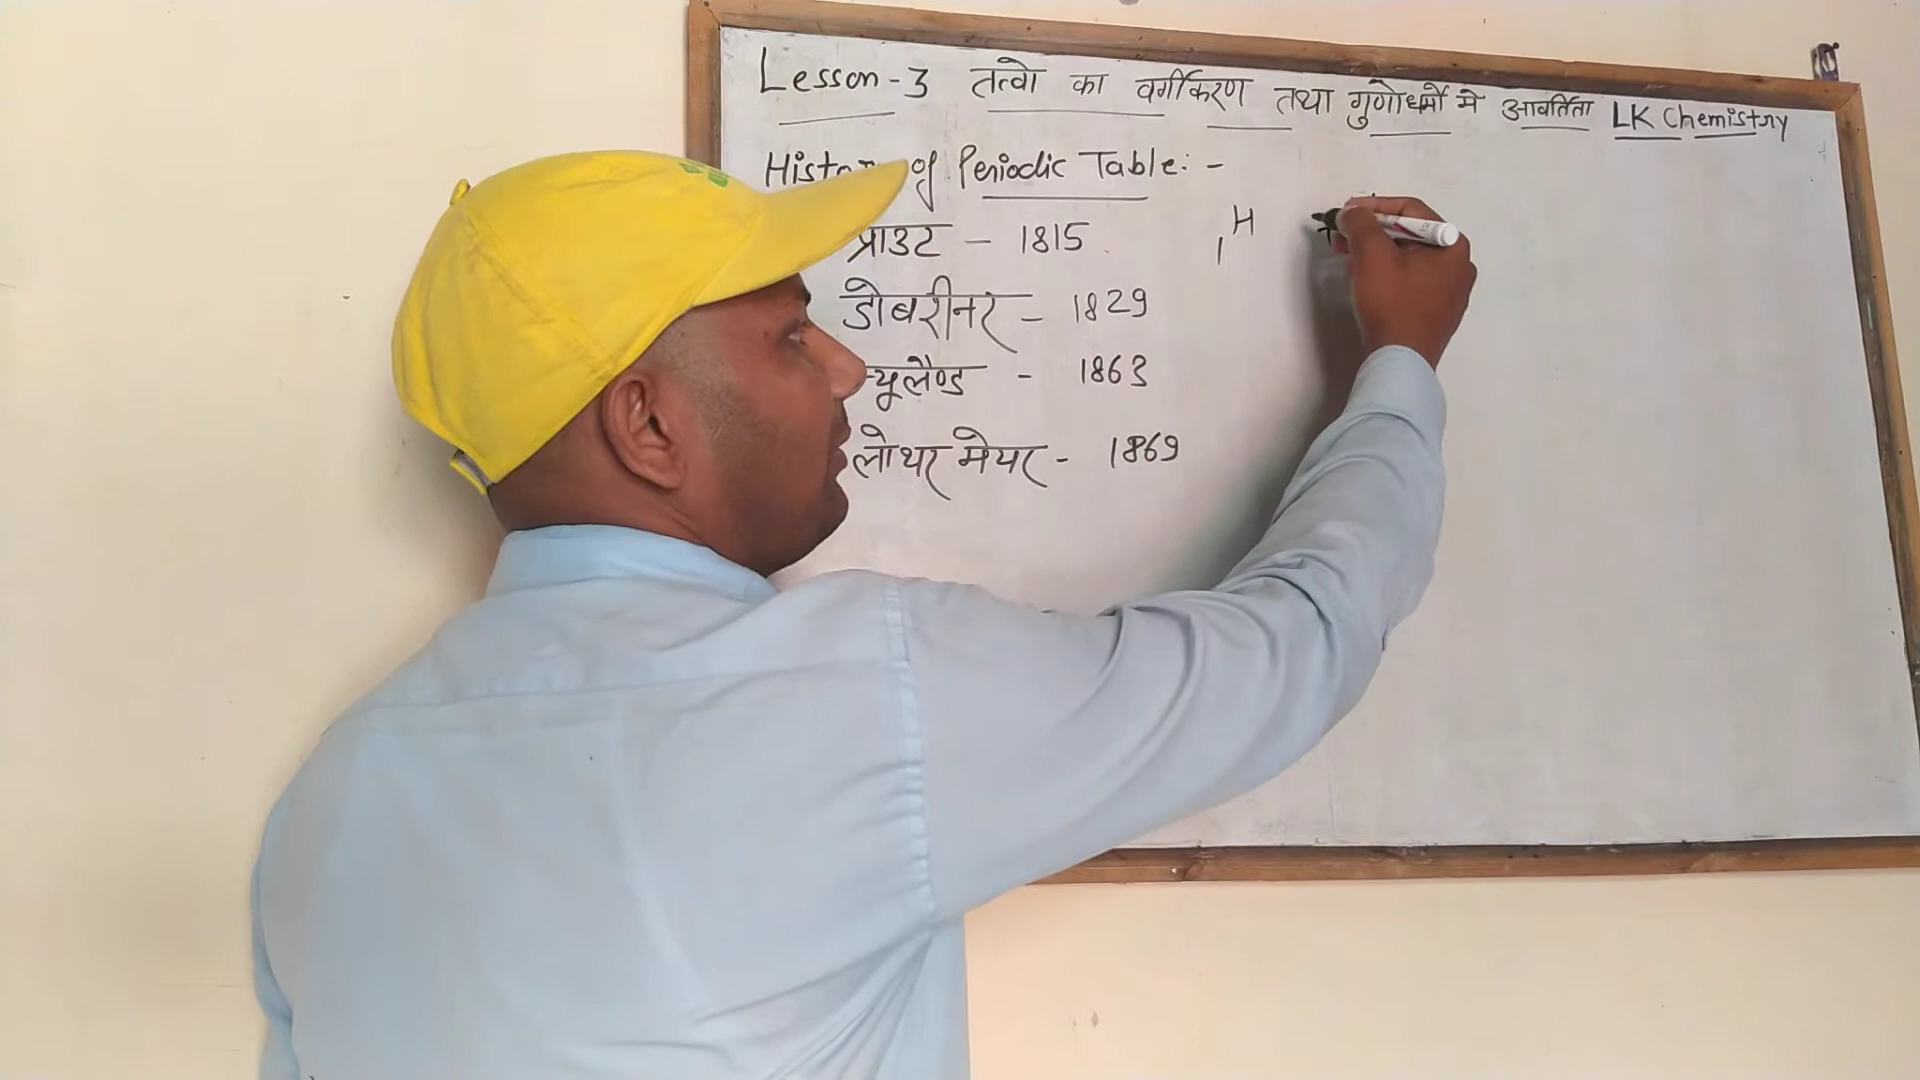 Lesson-3 तत्वो का वर्गीकरण तथा गुणोधर्मो मे आवर्तिता LK Chemistry
of Periodic Table:-
प्राउट - 1815 1H
डोबरीनर - 1829
न्यूलैण्ड - 1863
लोथर मेयर - 1869